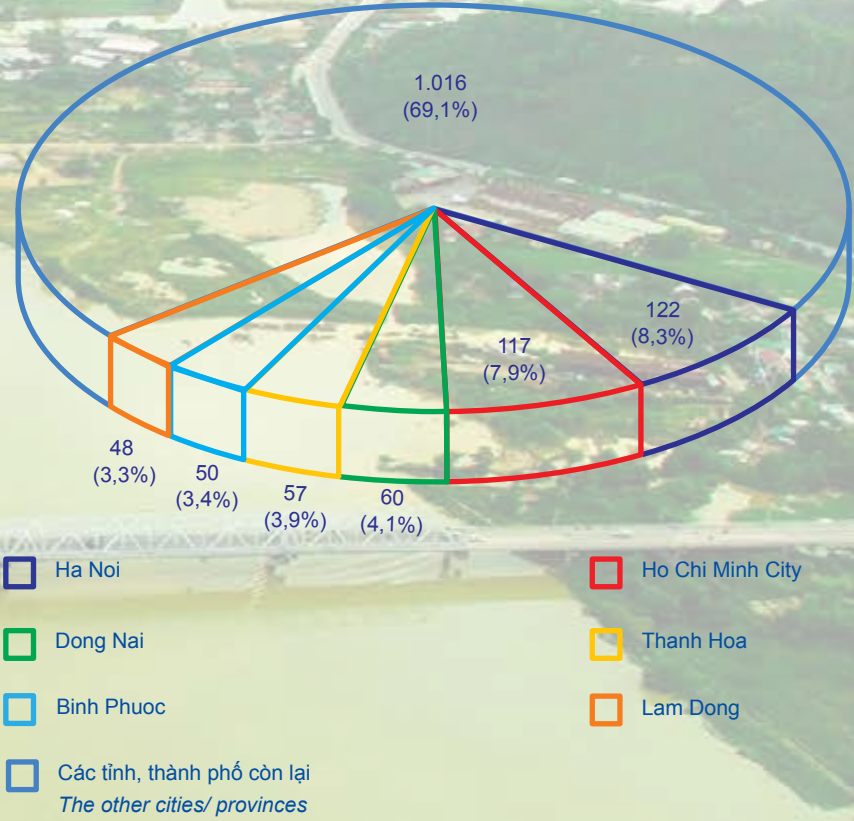 1.016
(69,1%)
122
(8,3%)
117
(7,9%)
48
(3,3%)
50
(3,4%)
57
(3,9%)
60
(4,1%)
Ha Noi
Ho Chi Minh City
Dong Nai
Thanh Hoa
Binh Phuoc
Lam Dong
Các tỉnh, thành phố còn lại
The other cities/ provinces